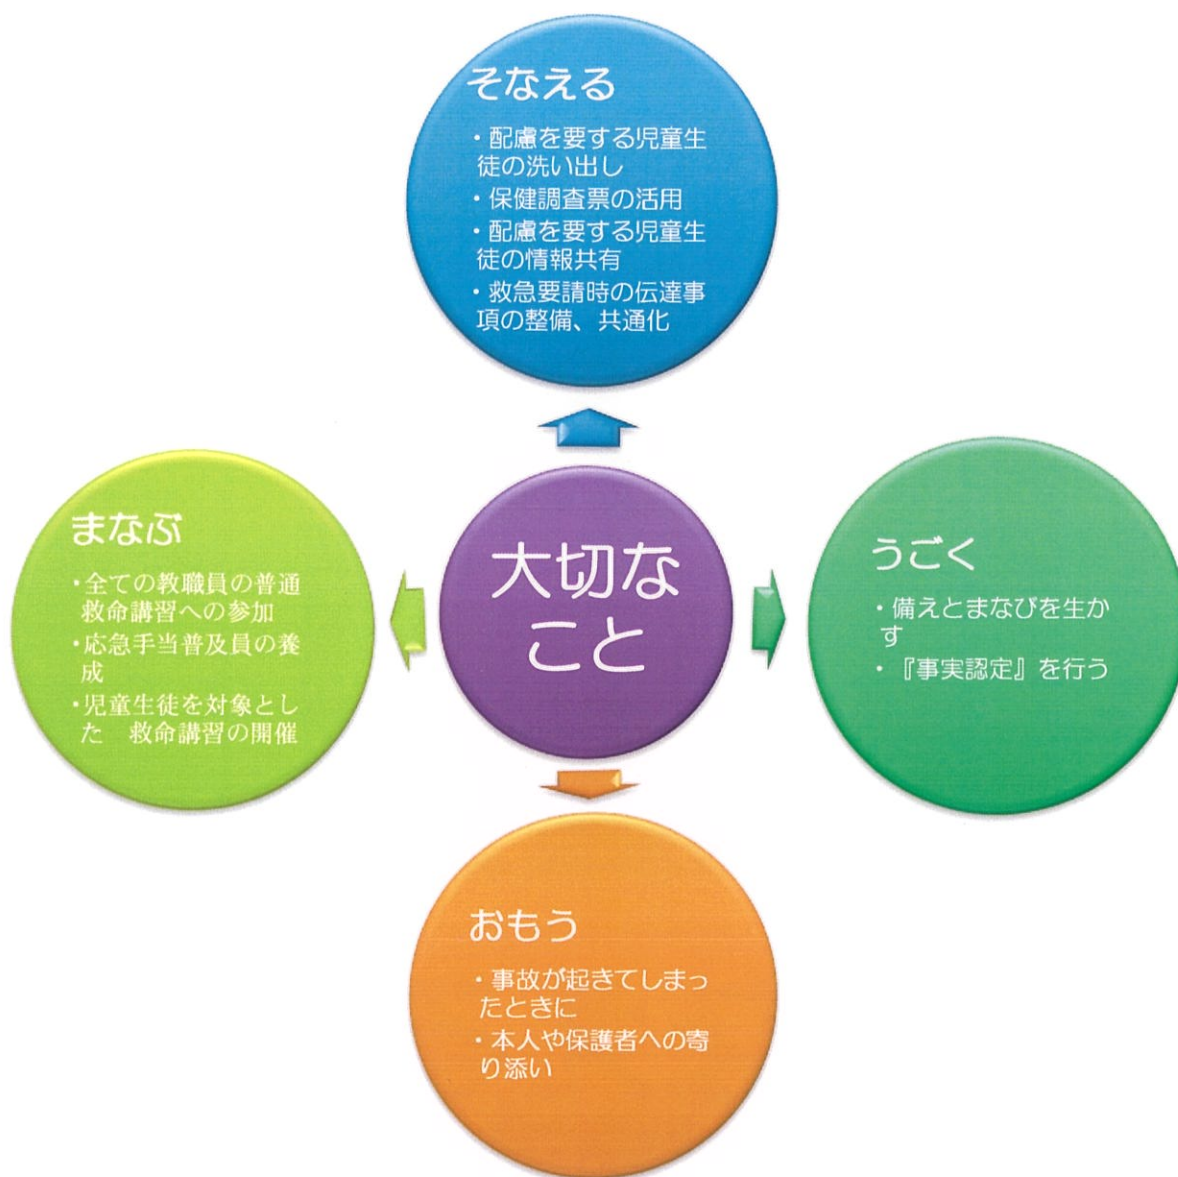 そなえる
・配慮を要する児童生
徒の洗い出し
・保健調査票の活用
・配慮を要する児童生
徒の情報共有
・救急要請時の伝達事
項の整備、共通化
まなぶ
・全ての教職員の普通
救命講習への参加
・応急手当普及員の養
成
・児童生徒を対象とし
た　救命講習の開催
大切な
こと
うごく
・備えとまなびを生か
す
・『事実認定』を行う
おもう
・事故が起きてしまっ
たときに
・本人や保護者への寄
り添い